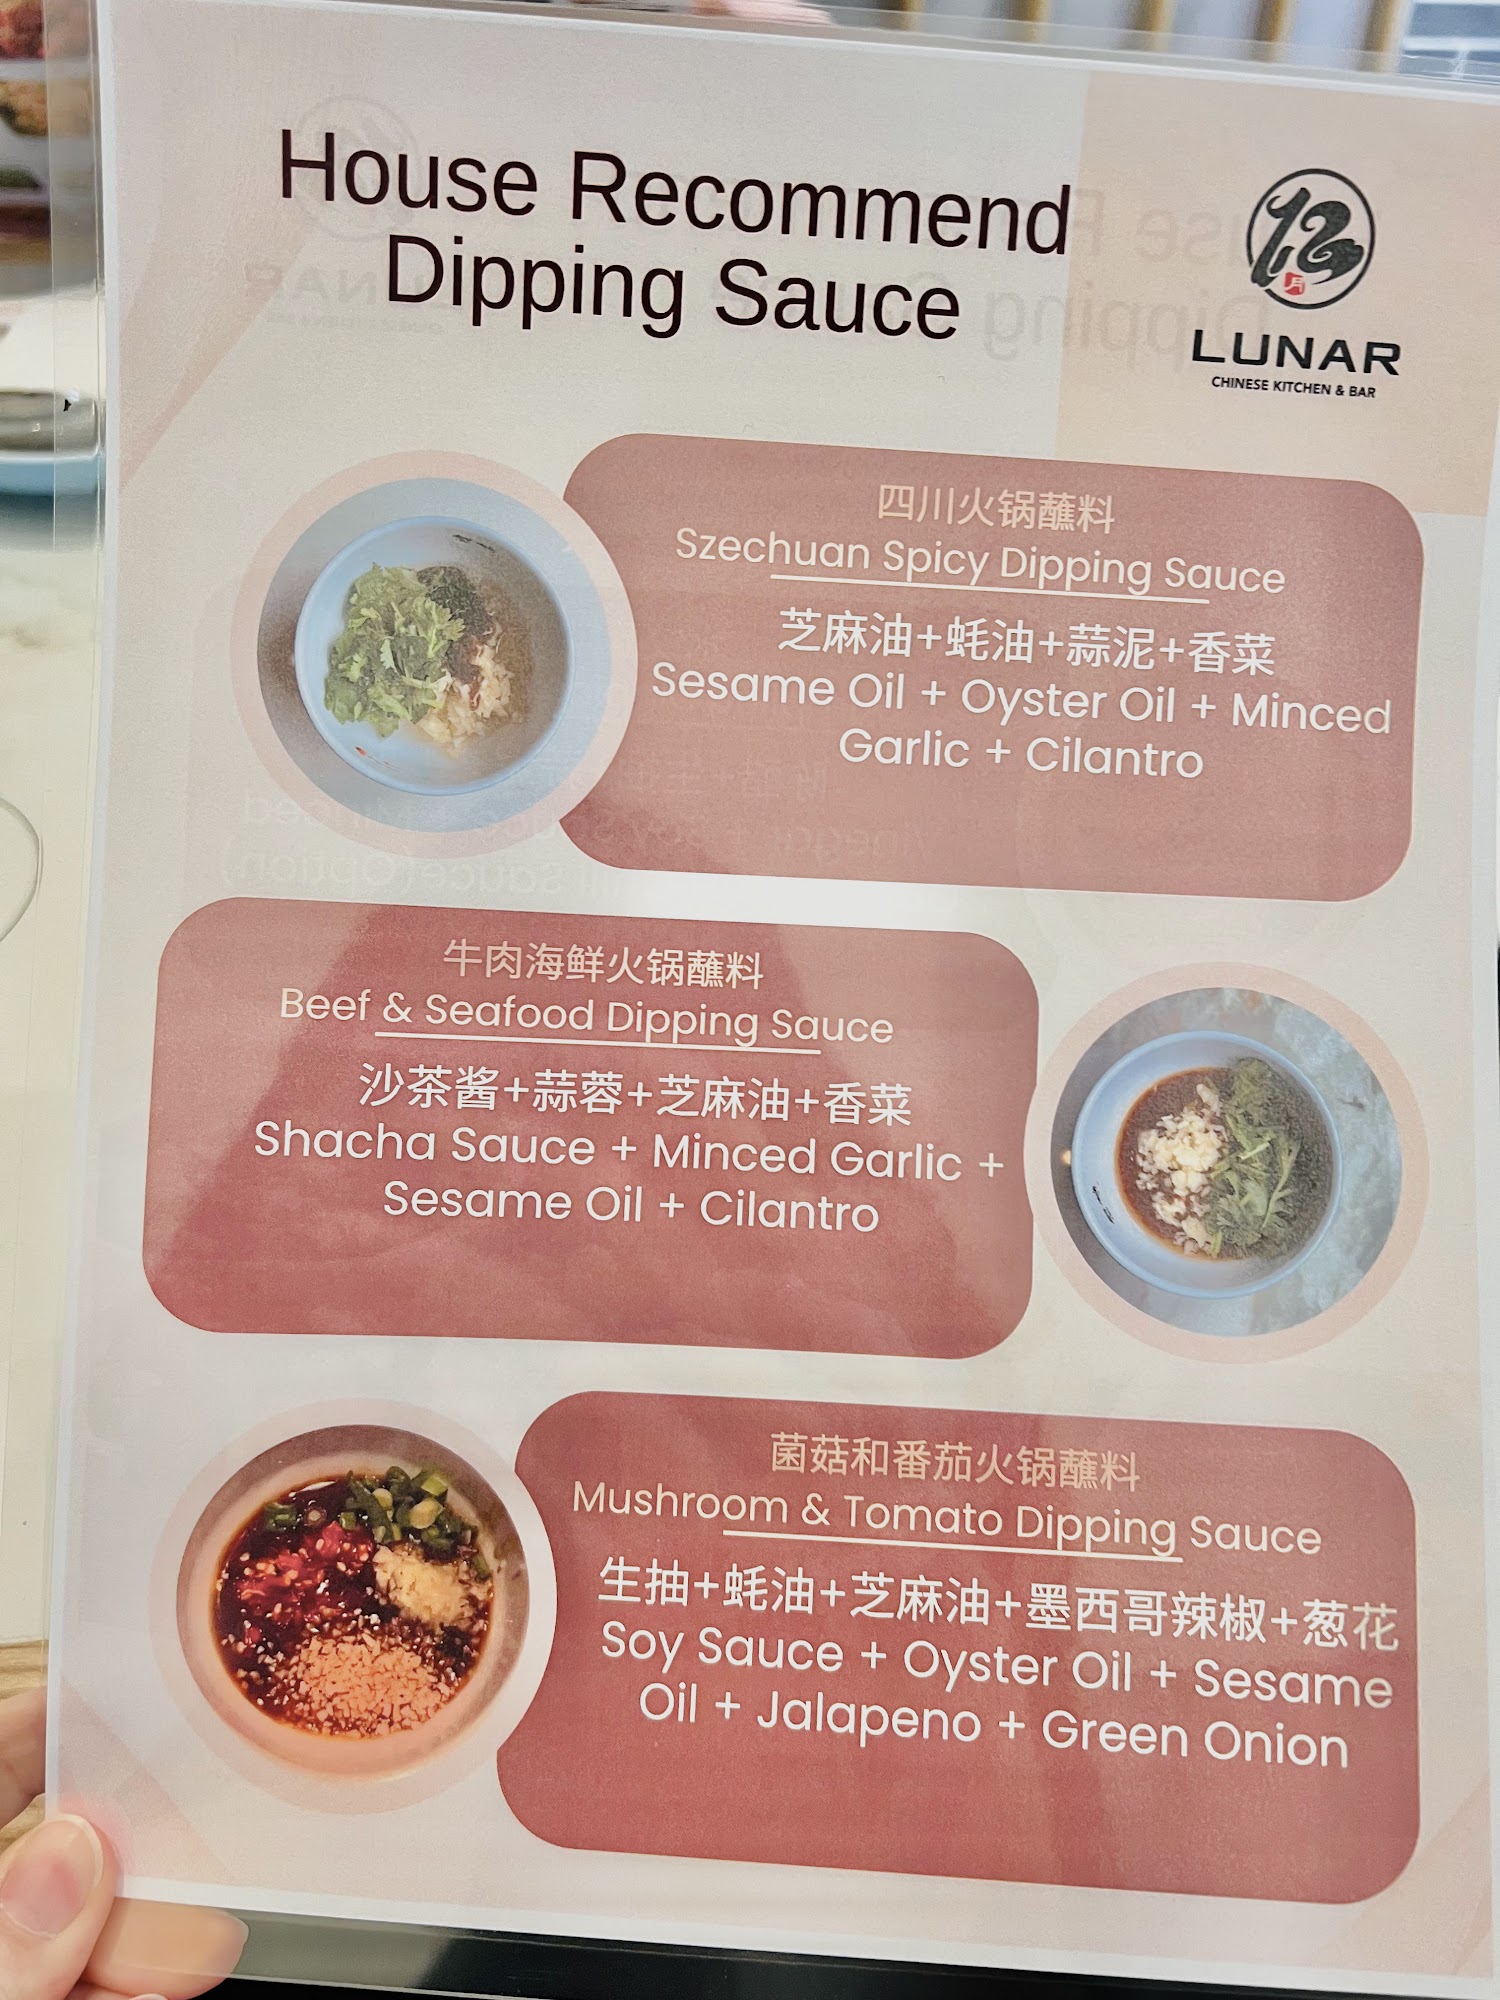 House Recommend
Dipping Sauce
LUNAR
CHINESE KITCHEN & BAR
四川火锅蘸料
Szechuan Spicy Dipping Sauce
芝麻油+蚝油+蒜泥+香菜
Sesame Oil + Oyster Oil + Minced
Garlic + Cilantro
牛肉海鲜火锅蘸料
Beef & Seafood Dipping Sauce
沙茶酱+蒜蓉+芝麻油+香菜
Shacha Sauce + Minced Garlic +
Sesame Oil + Cilantro
菌菇和番茄火锅蘸料
Mushroom & Tomato Dipping Sauce
生抽+蚝油+芝麻油+墨西哥辣椒+葱花
Soy Sauce + Oyster Oil + Sesame
Oil + Jalapeno + Green Onion